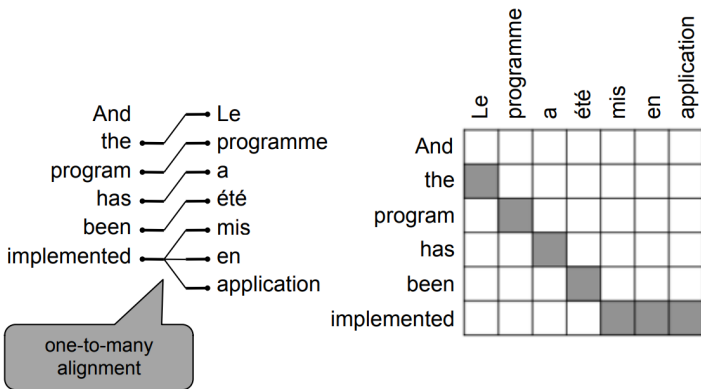 And
the
program
has
been
implemented
Le
programme
a
été
mis
en
application
one-to-many
alignment
Le
programme
a
été
mis
en
application
And
the
program
has
been
implemented